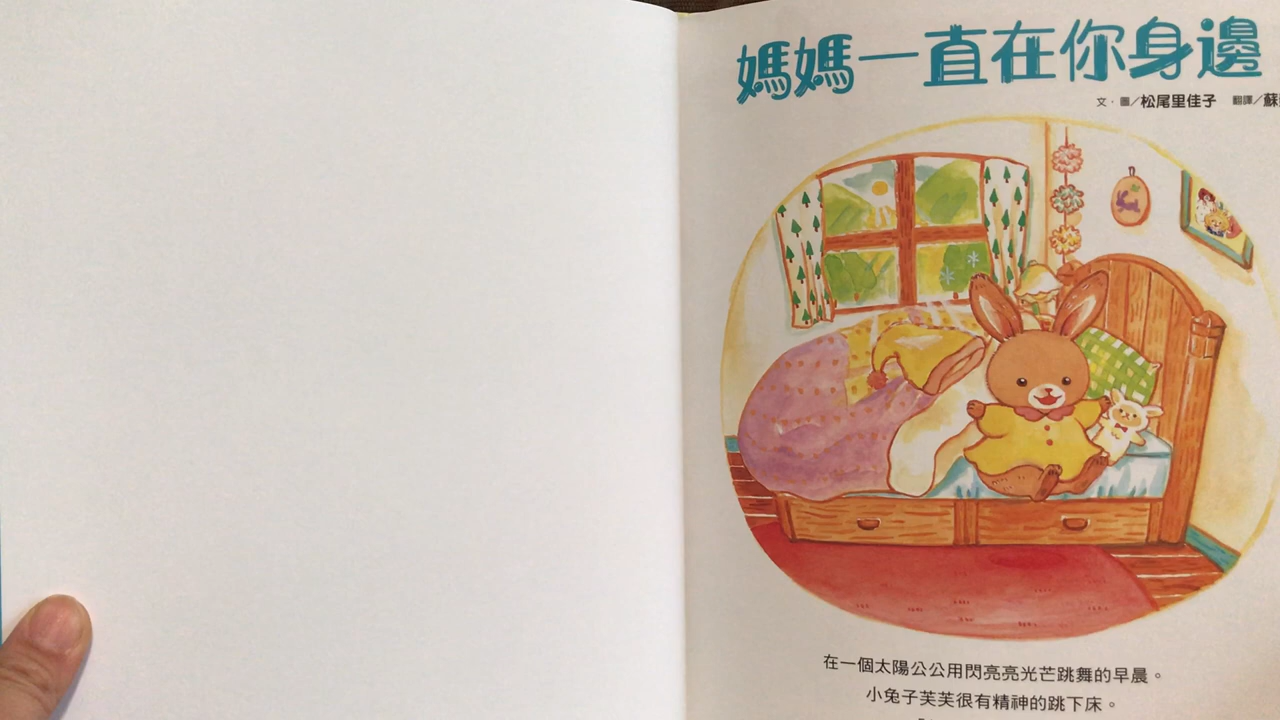 媽媽一直在你身邊
文·圖／松尾里佳子 翻譯／蘇
在一個太陽公公用閃亮亮光芒跳舞的早晨。
小兔子芙芙很有精神的跳下床。